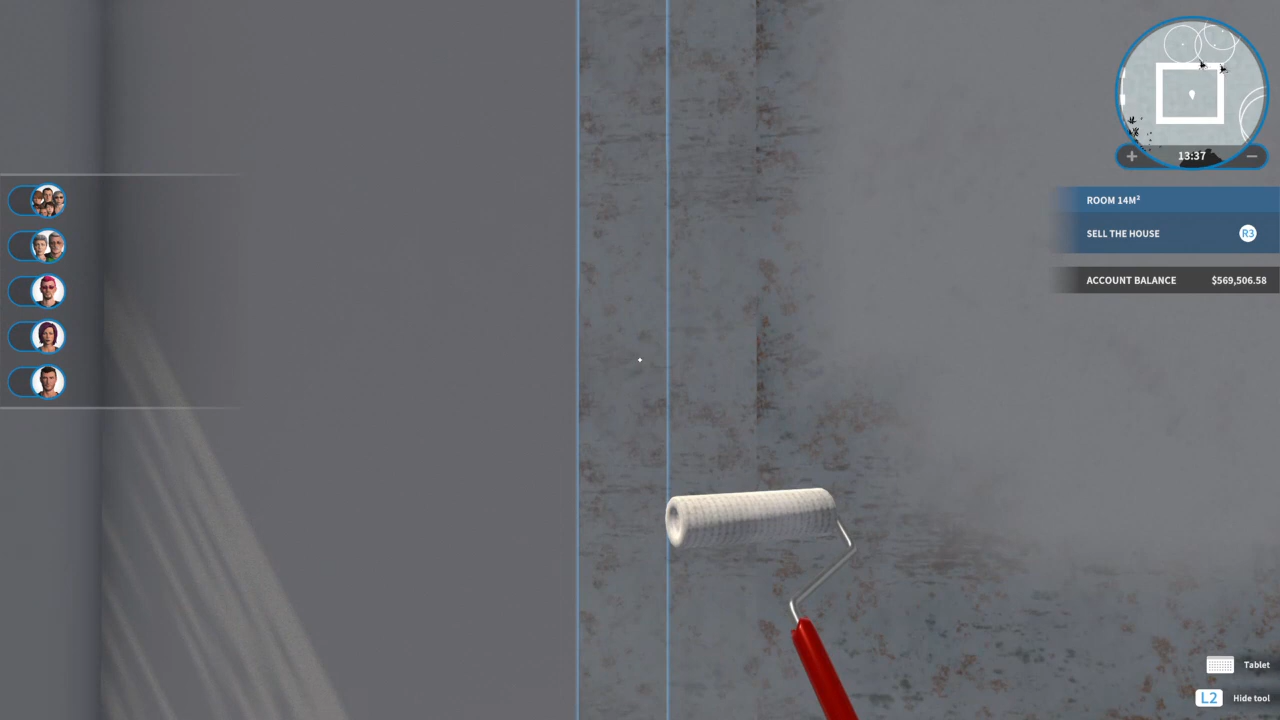 13:37
ROOM 14M²
SELL THE HOUSE R3
ACCOUNT BALANCE $569,506.58
Tablet
L2 Hide tool